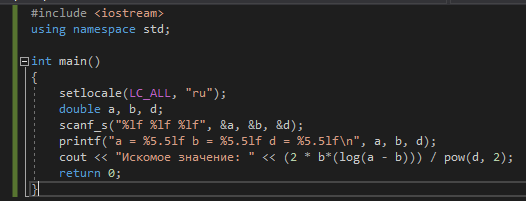 #include <iostream>
using namespace std;
int main()
{
setlocale(LC_ALL, "ru");
double a, b, d;
scanf_s("%lf %lf %lf", &a, &b, &d);
printf("a = %5.5lf b = %5.5lf d = %5.5lf\n", a, b, d);
cout << "Искомое значение: " << (2 * b*(log(a - b))) / pow(d, 2);
return 0;
}